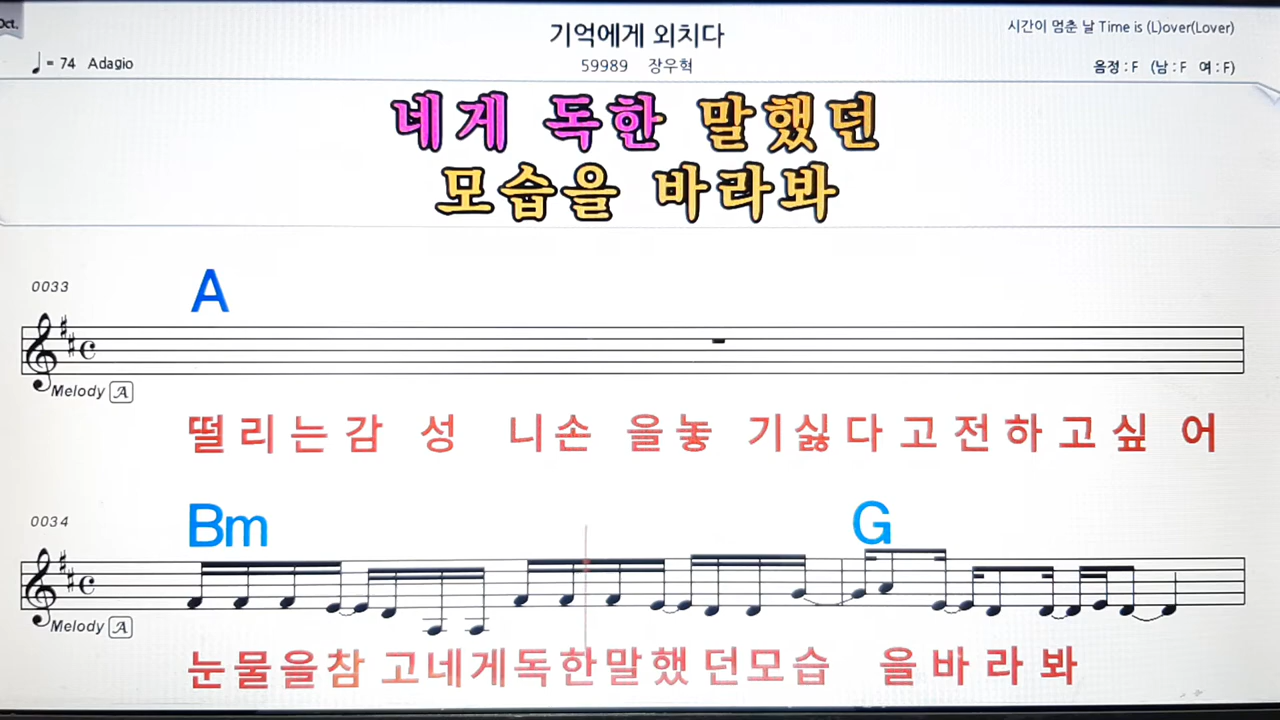 Oct.
기억에게 외치다
시간이 멈춘 날 Time is (L)over(Lover)
= 74 Adagio
59989 장우혁
음정 : F (남 : F 여 : F)
네게 독한 말했던
모습을 바라봐
0033
A
Melody A
떨리는감 성 니손 을놓 기싫다고전하고싶 어
0034
Bm G
Melody A
눈물을참 고네게독한말했 던모습 을바라봐